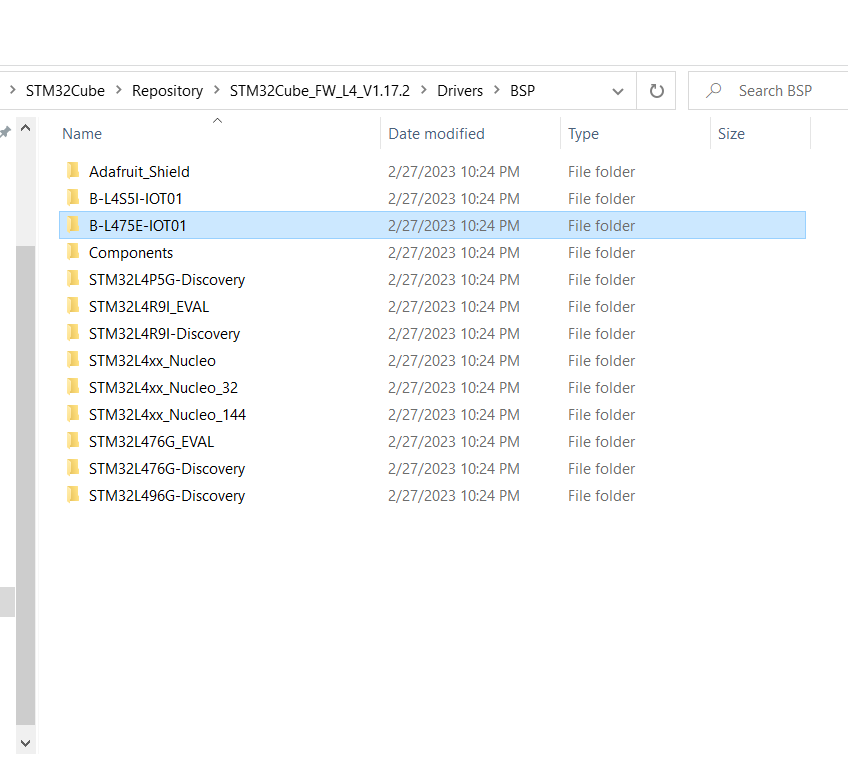 STM32Cube > Repository > STM32Cube_FW_L4_V1.17.2 > Drivers > BSP Search BSP
Name Date modified Type Size
Adafruit_Shield 2/27/2023 10:24 PM File folder
B-L4S5I-IOT01 2/27/2023 10:24 PM File folder
B-L475E-IOT01 2/27/2023 10:24 PM File folder
Components 2/27/2023 10:24 PM File folder
STM32L4P5G-Discovery 2/27/2023 10:24 PM File folder
STM32L4R9I_EVAL 2/27/2023 10:24 PM File folder
STM32L4R9I-Discovery 2/27/2023 10:24 PM File folder
STM32L4xx_Nucleo 2/27/2023 10:24 PM File folder
STM32L4xx_Nucleo_32 2/27/2023 10:24 PM File folder
STM32L4xx_Nucleo_144 2/27/2023 10:24 PM File folder
STM32L476G_EVAL 2/27/2023 10:24 PM File folder
STM32L476G-Discovery 2/27/2023 10:24 PM File folder
STM32L496G-Discovery 2/27/2023 10:24 PM File folder